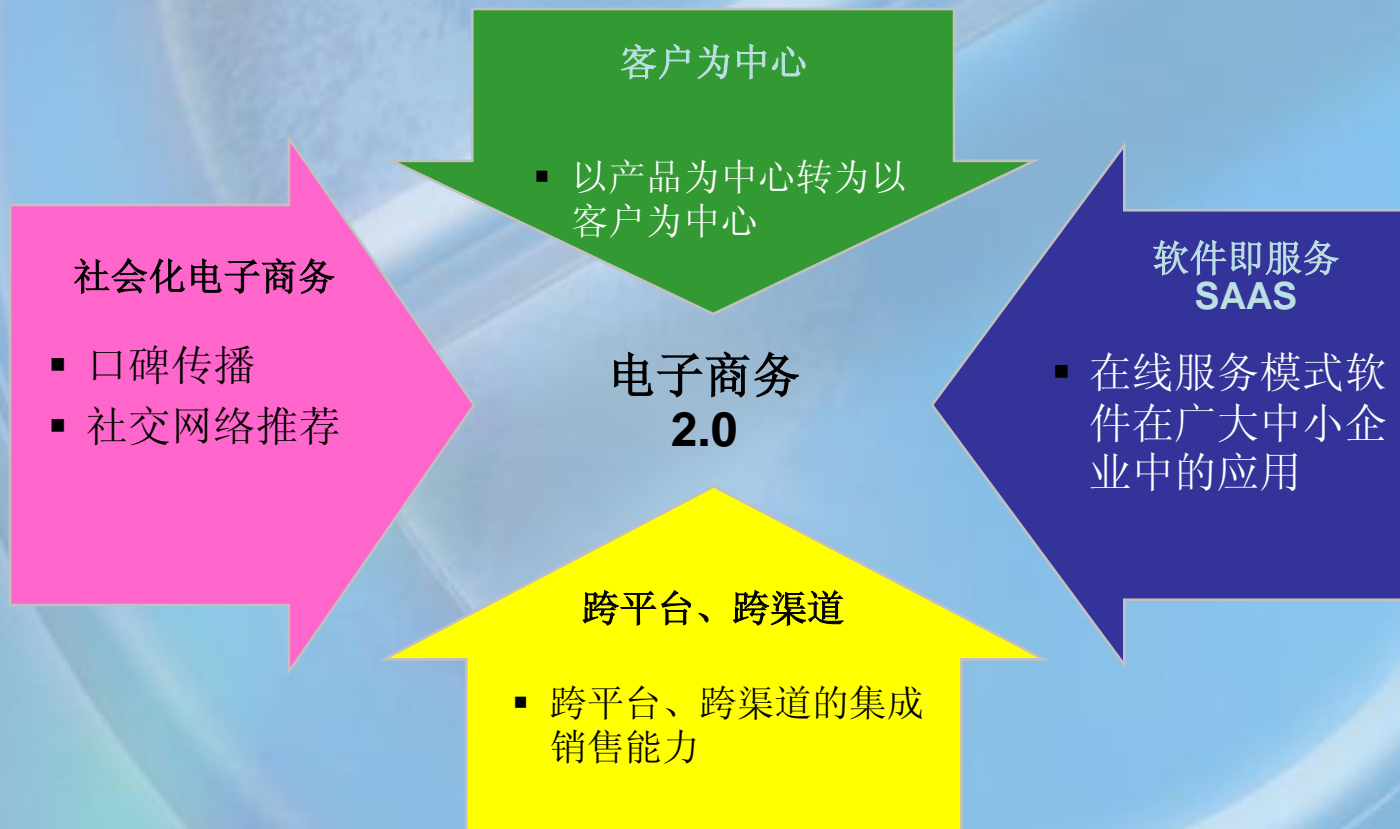 客户为中心
▪ 以产品为中心转为以
客户为中心
社会化电子商务
▪ 口碑传播
▪ 社交网络推荐
电子商务
2.0
软件即服务
SAAS
▪ 在线服务模式软
件在广大中小企
业中的应用
跨平台、跨渠道
▪ 跨平台、跨渠道的集成
销售能力